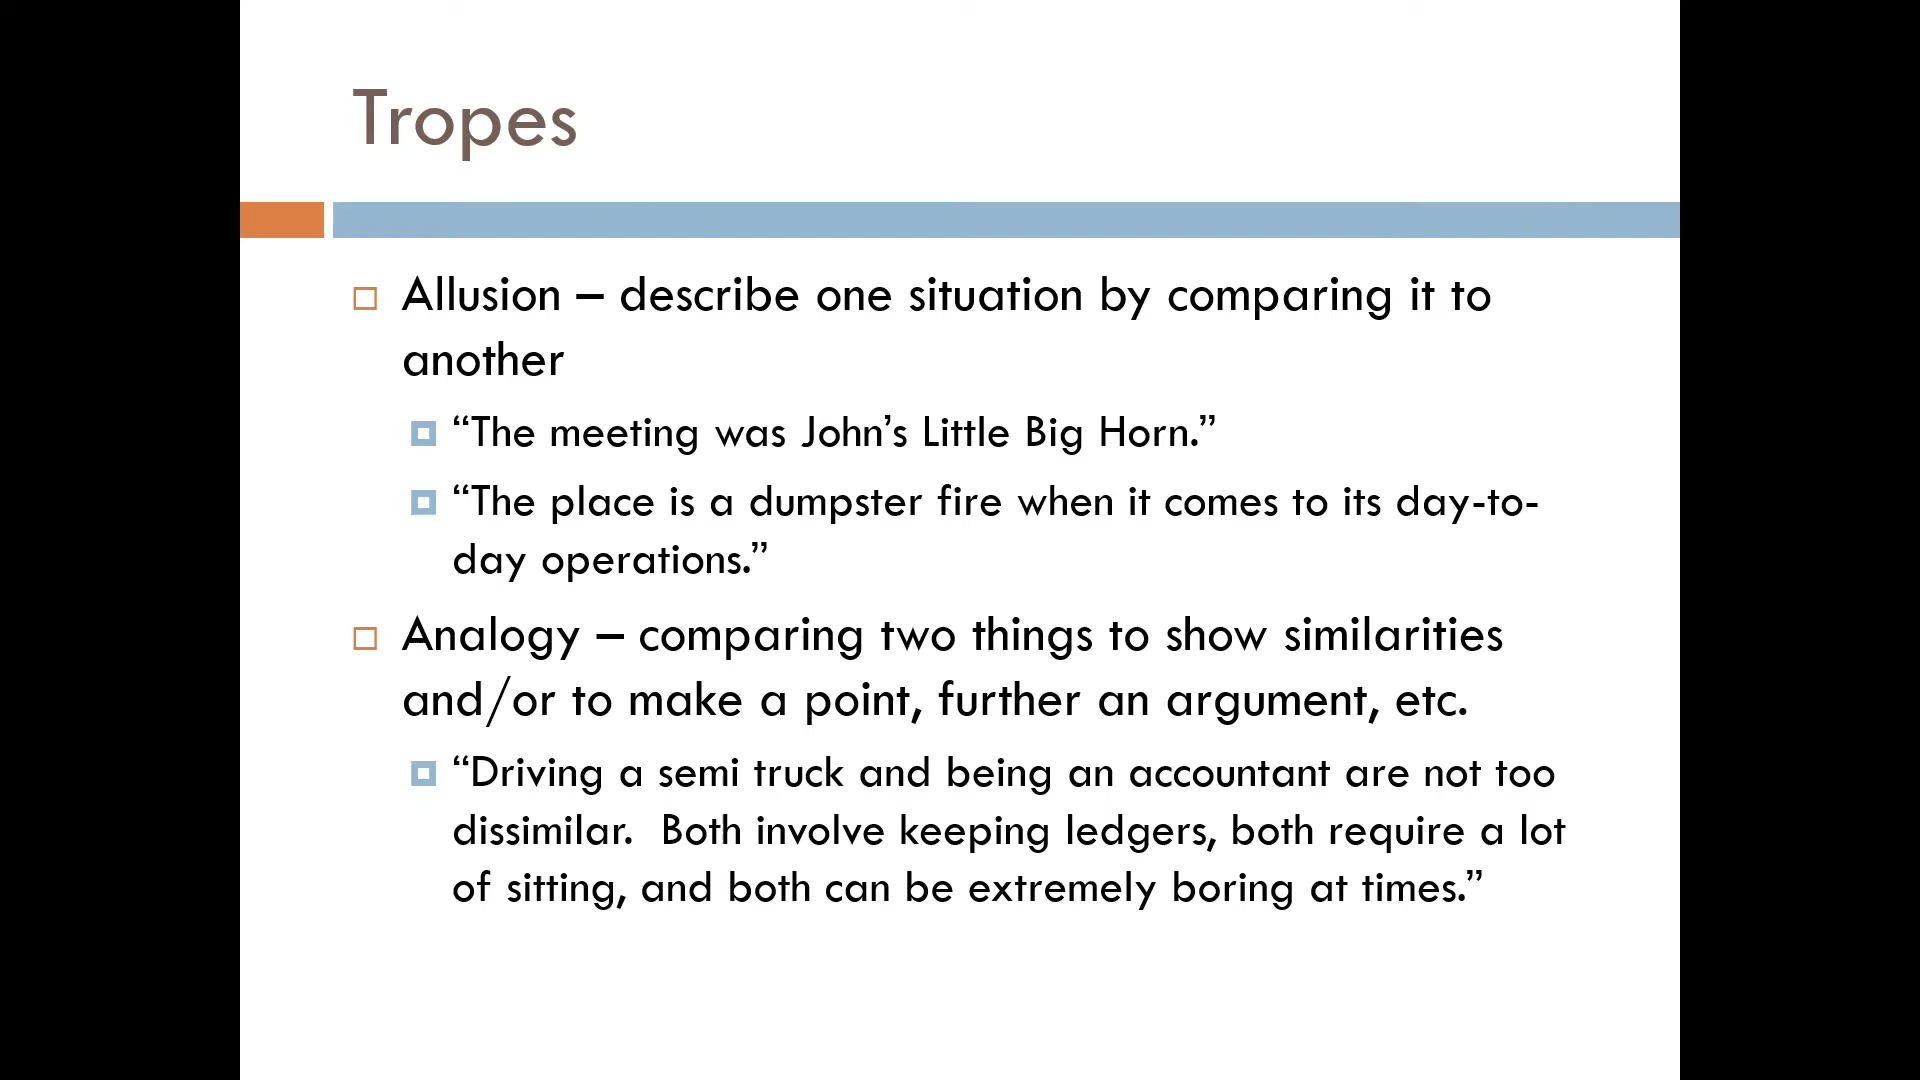 Tropes
Allusion – describe one situation by comparing it to
another
“The meeting was John’s Little Big Horn.”
“The place is a dumpster fire when it comes to its day-to-
day operations.”
Analogy – comparing two things to show similarities
and/or to make a point, further an argument, etc.
“Driving a semi truck and being an accountant are not too
dissimilar.  Both involve keeping ledgers, both require a lot
of sitting, and both can be extremely boring at times.”